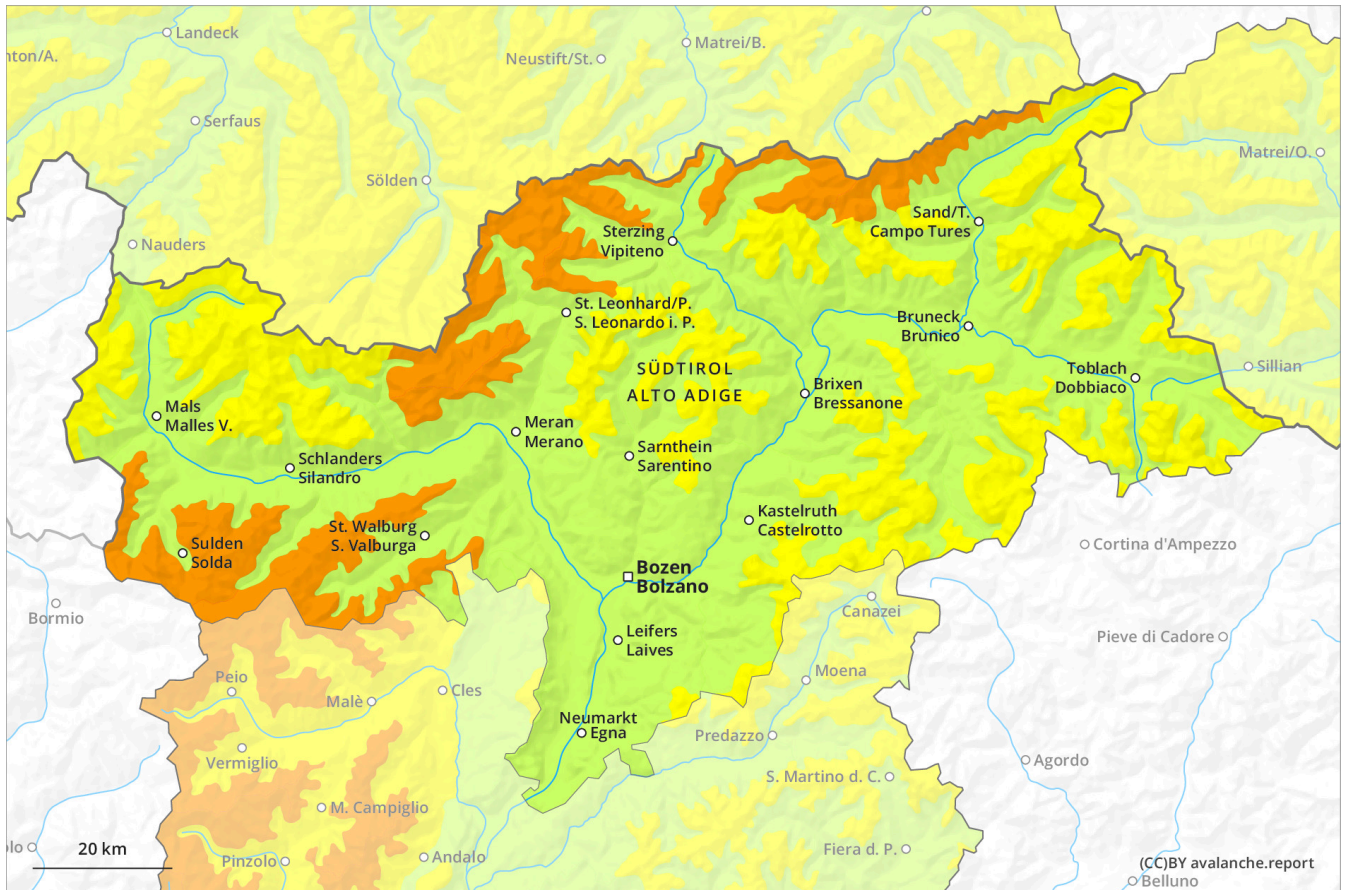 Landeck
nton/A.
Neustift/St.
Matrei/B.
Serfaus
Sölden
Matrei/O.
Nauders
Sand/T.
Campo Tures
Sterzing
Vipiteno
St. Leonhard/P.
S. Leonardo i. P.
Bruneck
Brunico
SÜDTIROL
ALTO ADIGE
Toblach
Dobbiaco
Sillian
Brixen
Bressanone
Mals
Malles V.
Meran
Merano
Sarnthein
Sarentino
Schlanders
Silandro
Kastelruth
Castelrotto
St. Walburg
S. Valburga
Sulden
Solda
Cortina d'Ampezzo
Bozen
Bolzano
Bormio
Canazei
Leifers
Laives
Pieve di Cadore
Peio
Moena
Malè
Cles
Neumarkt
Egna
Predazzo
Vermiglio
Agordo
S. Martino d. C.
M. Campiglio
lo
20 km
Pinzolo
Andalo
Fiera d. P.
(CC)BY avalanche.report
Belluno